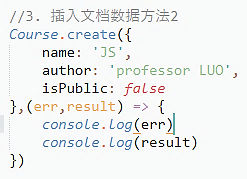 //3. 插入文档数据方法2
Course.create({
    name: 'JS',
    author: 'professor LUO',
    isPublic: false
},(err,result) => {
    console.log(err)
    console.log(result)
})